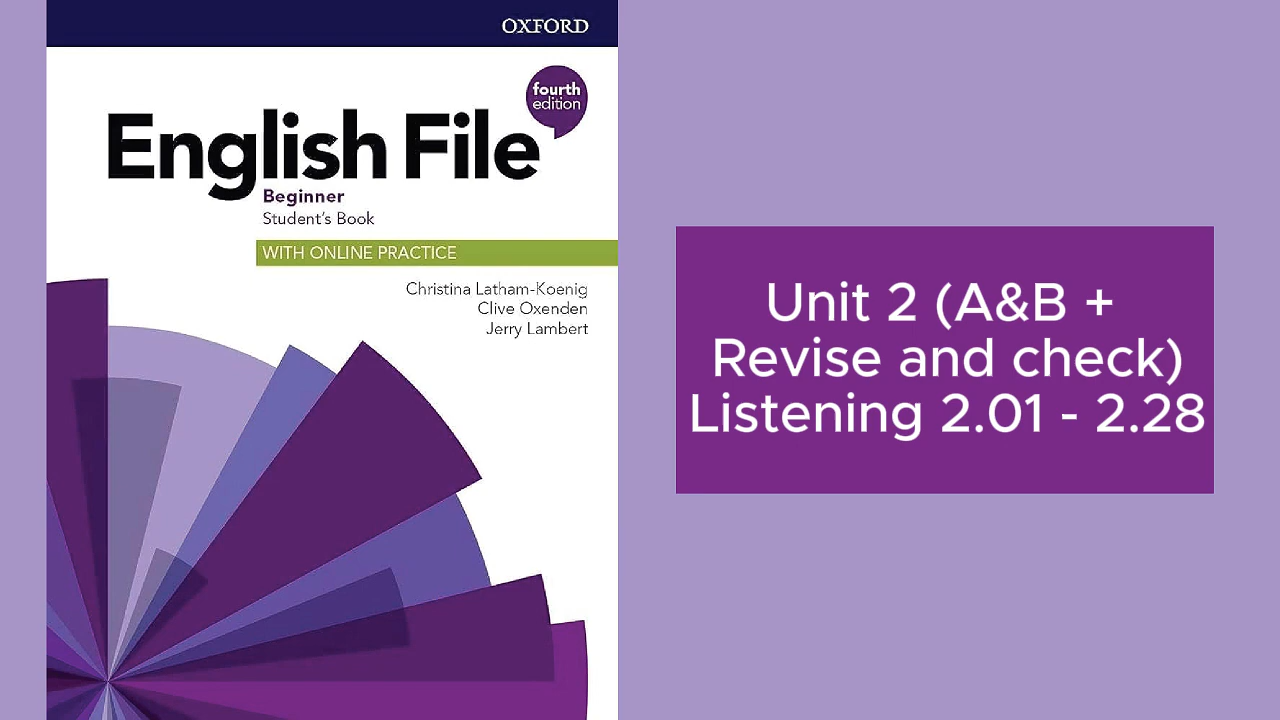 OXFORD
fourth
edition
English File
Beginner
Student's Book
WITH ONLINE PRACTICE
Christina Latham-Koenig
Clive Oxenden
Jerry Lambert
Unit 2 (A&B +
Revise and check)
Listening 2.01 - 2.28